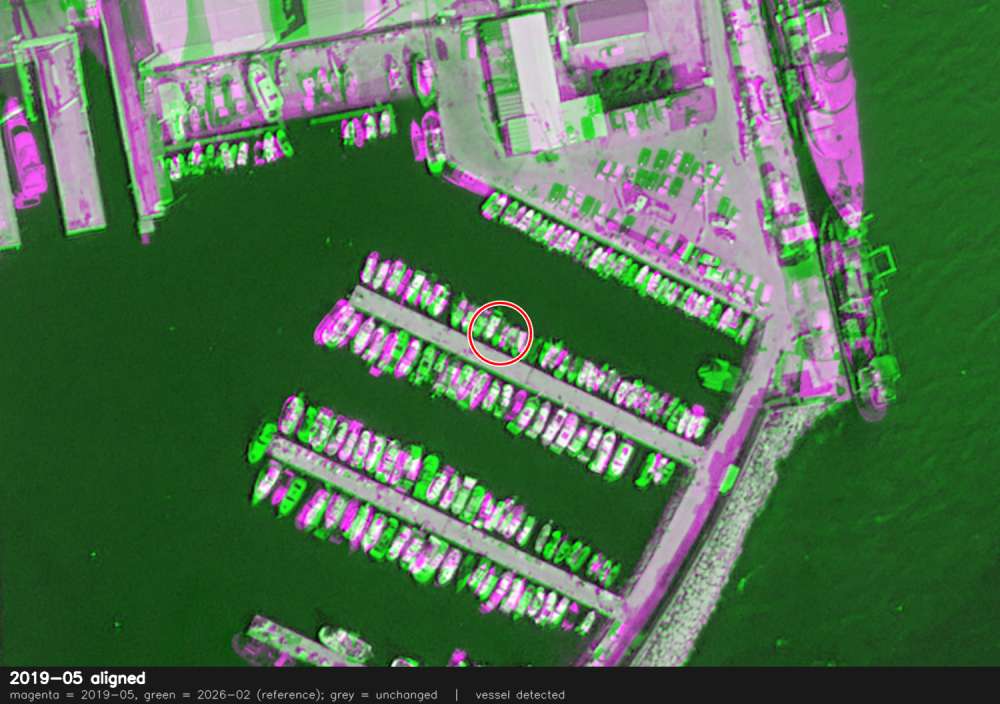 2019-05 aligned
magenta = 2019-05, green = 2026-02 (reference); grey = unchanged | vessel detected